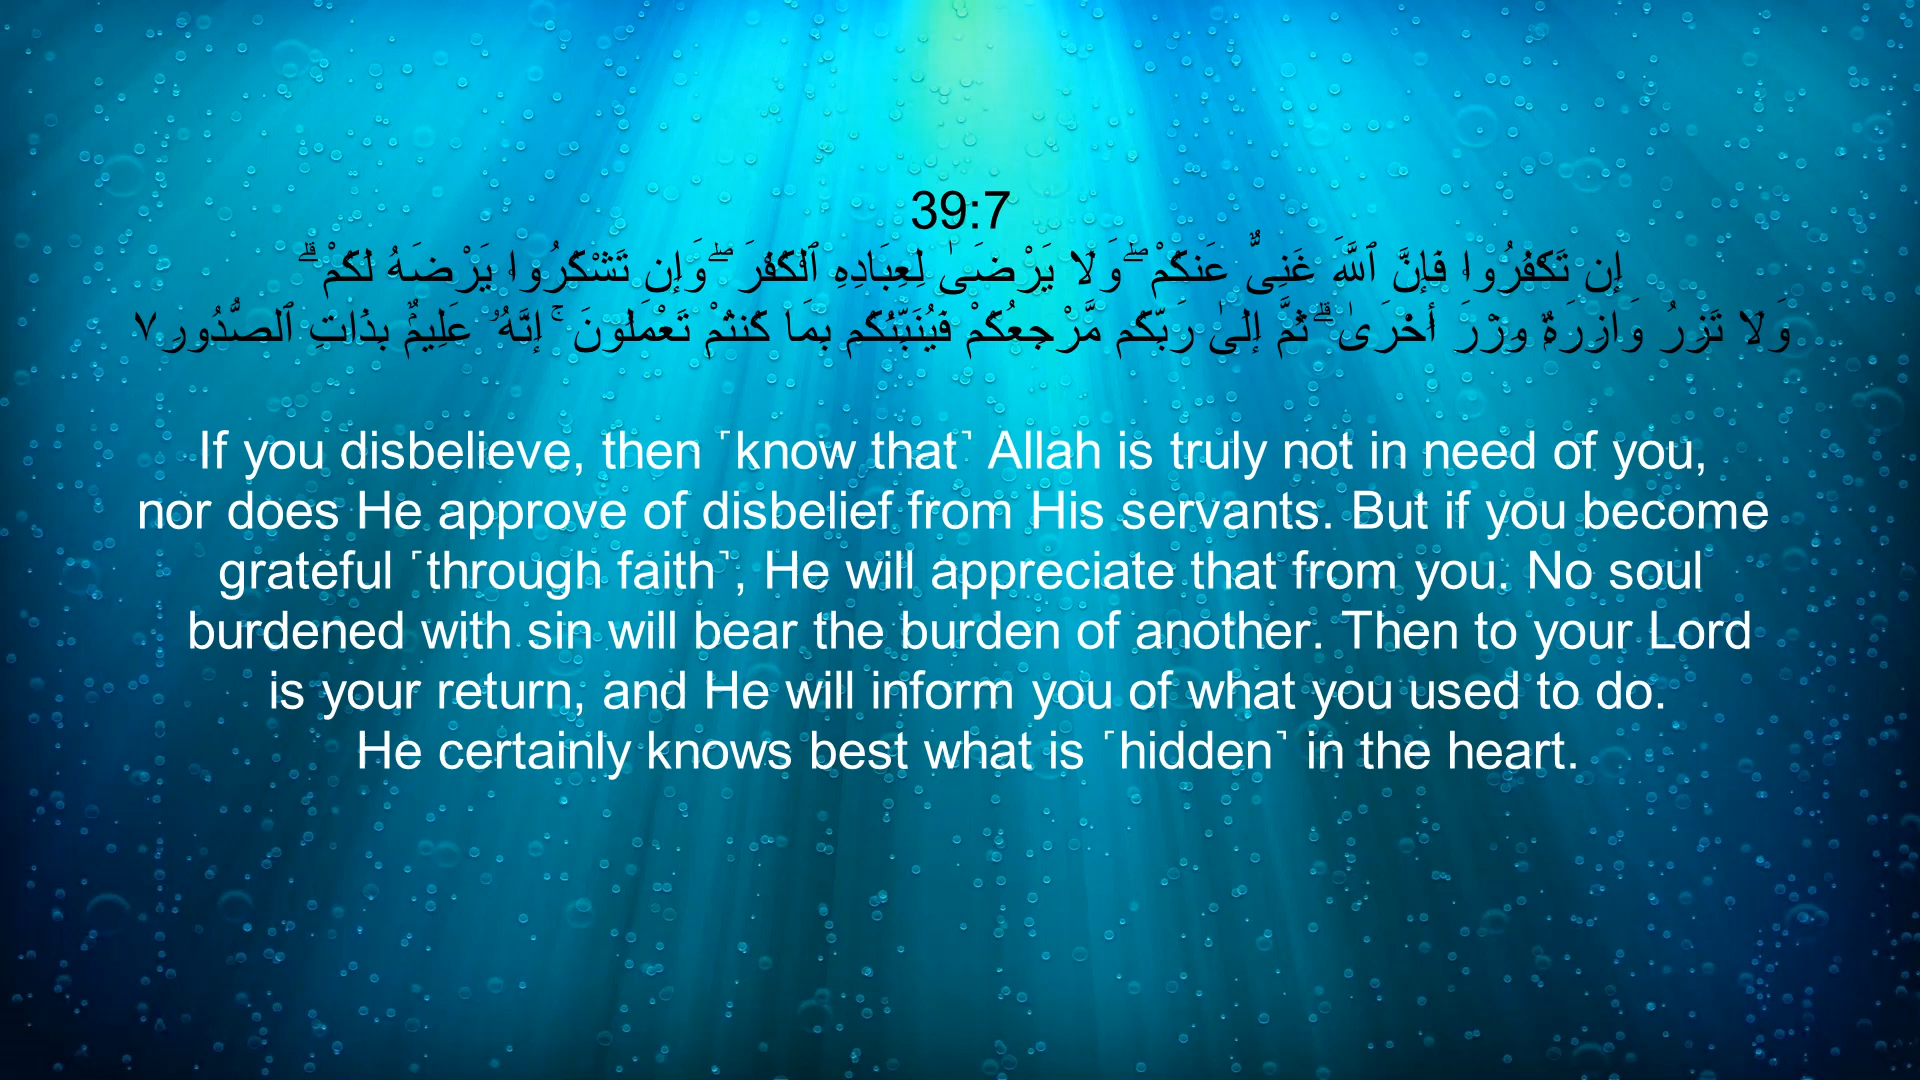 39:7
إِن تَكْفُرُوا۟ فَإِنَّ ٱللَّهَ غَنِىٌّ عَنكُمْ ۖ وَلَا يَرْضَىٰ لِعِبَادِهِ ٱلْكُفْرَ ۖ وَإِن تَشْكُرُوا۟ يَرْضَهُ لَكُمْ ۗ
وَلَا تَزِرُ وَازِرَةٌ وِزْرَ أُخْرَىٰ ۗ ثُمَّ إِلَىٰ رَبِّكُم مَّرْجِعُكُمْ فَيُنَبِّئُكُم بِمَا كُنتُمْ تَعْمَلُونَ ۚ إِنَّهُۥ عَلِيمٌۢ بِذَاتِ ٱلصُّدُورِ ٧
If you disbelieve, then ˹know that˺ Allah is truly not in need of you,
nor does He approve of disbelief from His servants. But if you become
grateful ˹through faith˺, He will appreciate that from you. No soul
burdened with sin will bear the burden of another. Then to your Lord
is your return, and He will inform you of what you used to do.
He certainly knows best what is ˹hidden˺ in the heart.